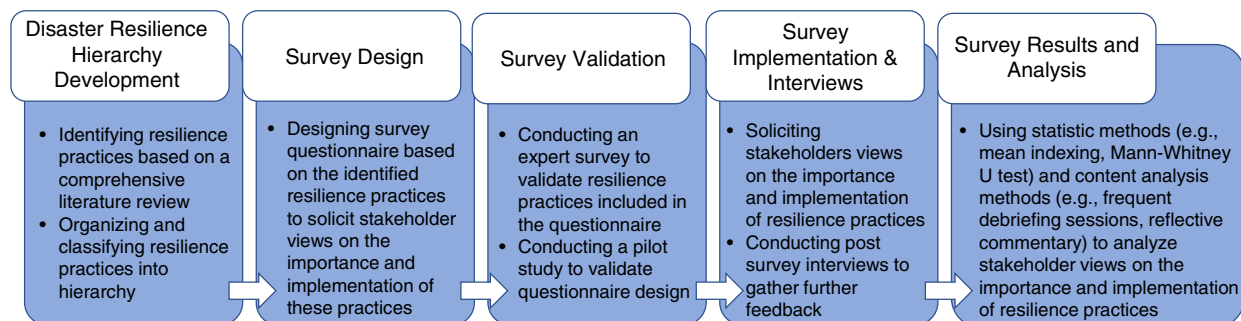 Disaster Resilience
Hierarchy
Development
• Identifying resilience
practices based on a
comprehensive
literature review
• Organizing and
classifying resilience
practices into
hierarchy
Survey Design
• Designing survey
questionnaire based
on the identified
resilience practices
to solicit stakeholder
views on the
importance and
implementation of
these practices
Survey Validation
• Conducting an
expert survey to
validate resilience
practices included in
the questionnaire
• Conducting a pilot
study to validate
questionnaire design
Survey
Implementation &
Interviews
• Soliciting
stakeholders views
on the importance
and implementation
of resilience practices
• Conducting post
survey interviews to
gather further
feedback
Survey Results and
Analysis
• Using statistic methods (e.g.,
mean indexing, Mann-Whitney
U test) and content analysis
methods (e.g., frequent
debriefing sessions, reflective
commentary) to analyze
stakeholder views on the
importance and implementation
of resilience practices